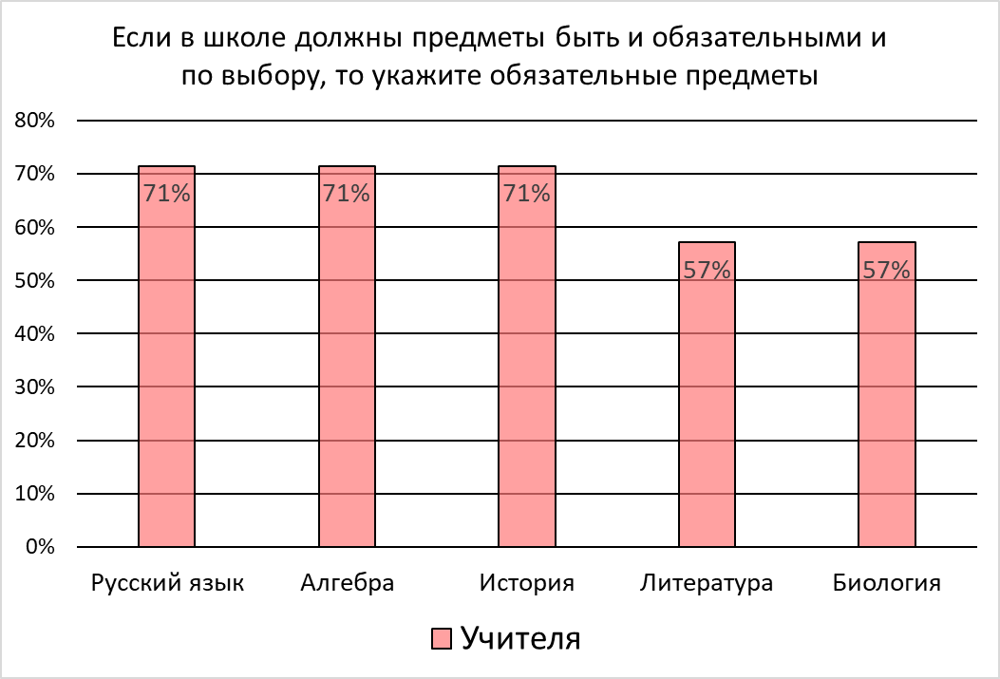 Если в школе должны предметы быть и обязательными и
по выбору, то укажите обязательные предметы
80%
70%
71% 71% 71%
60%
57% 57%
50%
40%
30%
20%
10%
0%
Русский язык Алгебра История Литература Биология
Учителя